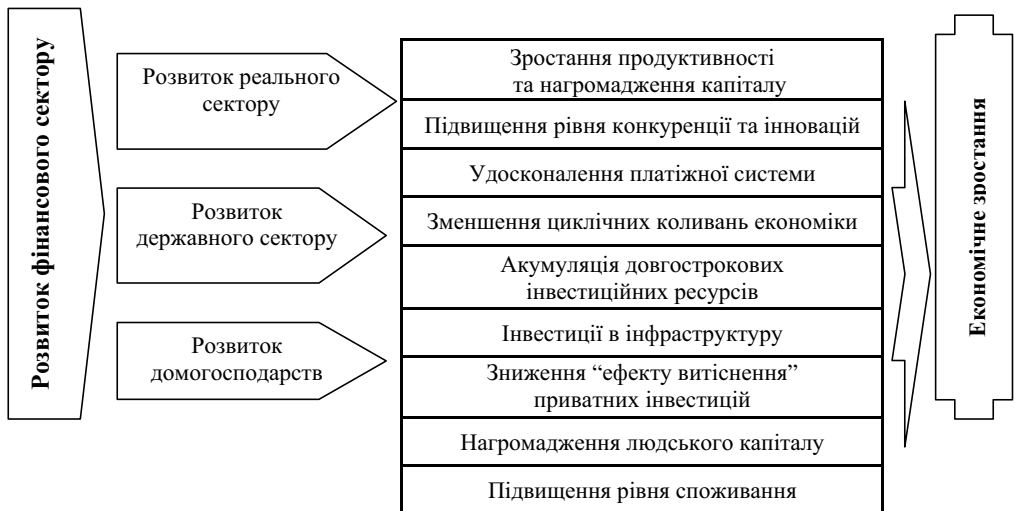 Розвиток фінансового сектору
Розвиток реального
сектору
Розвиток
державного сектору
Розвиток
домогосподарств
Зростання продуктивності
та нагромадження капіталу
Підвищення рівня конкуренції та інновацій
Удосконалення платіжної системи
Зменшення циклічних коливань економіки
Акумуляція довгострокових
інвестиційних ресурсів
Інвестиції в інфраструктуру
Зниження “ефекту витіснення”
приватних інвестицій
Нагромадження людського капіталу
Підвищення рівня споживання
Економічне зростання